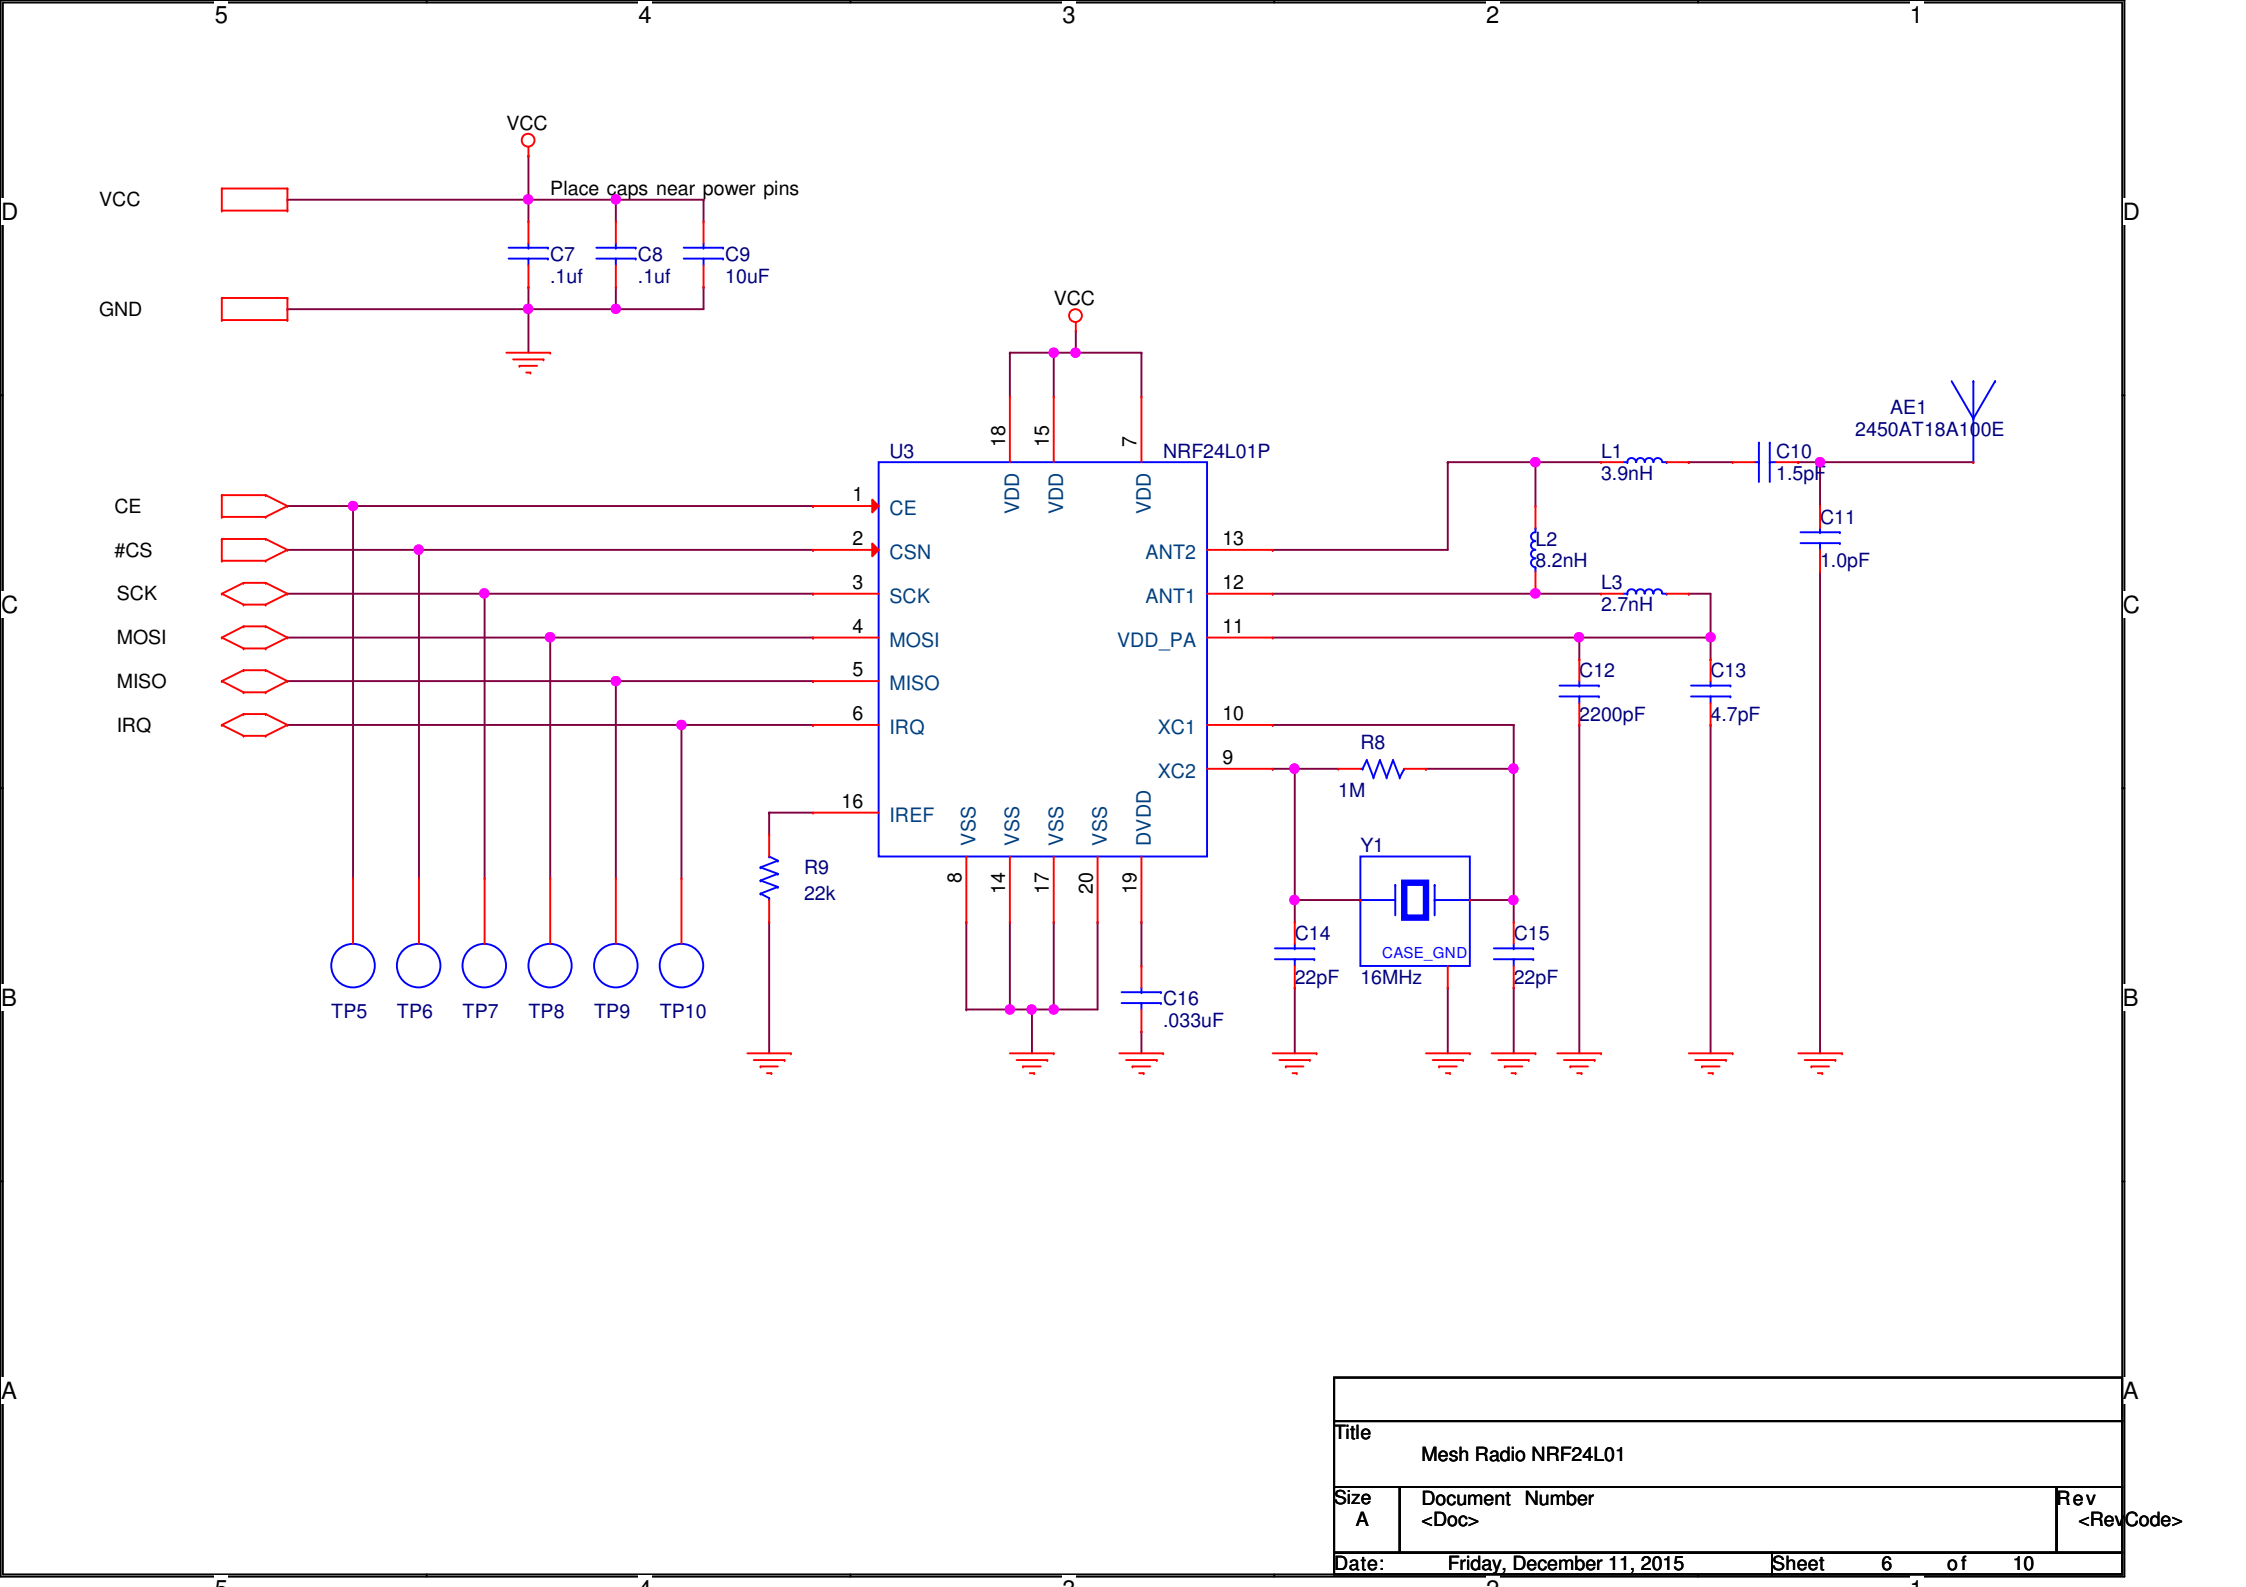 5 4 3 2 1
VCC
Place caps near power pins
VCC
D D
C7 C8 C9
.1uf .1uf 10uF
GND
VCC
AE1
2450AT18A100E
18 15 7
U3 NRF24L01P
L1 C10
3.9nH 1.5pF
VDD VDD VDD
CE 1 CE
C11
1.0pF
#CS 2 CSN
ANT2 13
L2
8.2nH
SCK 3 SCK
ANT1 12
L3
2.7nH
C C
MOSI 4 MOSI
VDD_PA 11
MISO 5 MISO
C12 C13
2200pF 4.7pF
IRQ 6 IRQ
XC1 10
R8
1M
XC2 9
16 IREF
VSS VSS VSS VSS DVDD
8 14 17 20 19
R9
22k
Y1
C14 C15
CASE_GND
22pF 16MHz 22pF
B B
C16
.033uF
TP5 TP6 TP7 TP8 TP9 TP10
A A
Title
Mesh Radio NRF24L01
Size Document Number Rev
A <Doc> <RevCode>
Date: Friday, December 11, 2015 Sheet 6 of 10
5 4 3 2 1